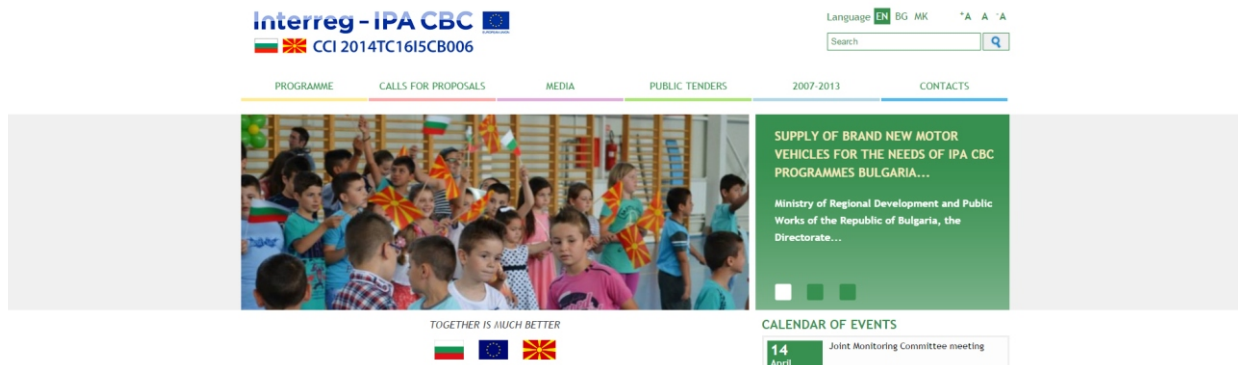 Interreg - IPA CBC
EUROPEAN UNION
CCI 2014TC16I5CB006
Language EN BG MK +A A -A
Search
PROGRAMME CALLS FOR PROPOSALS MEDIA PUBLIC TENDERS 2007-2013 CONTACTS
SUPPLY OF BRAND NEW MOTOR
VEHICLES FOR THE NEEDS OF IPA CBC
PROGRAMMES BULGARIA...
Ministry of Regional Development and Public
Works of the Republic of Bulgaria, the
Directorate...
TOGETHER IS MUCH BETTER
CALENDAR OF EVENTS
14 Joint Monitoring Committee meeting
April